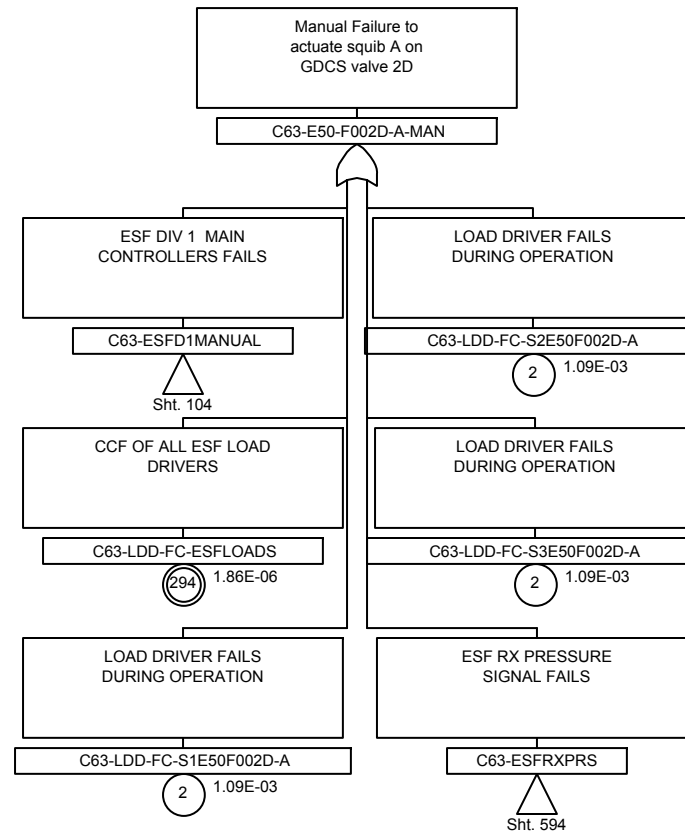 Manual Failure to
actuate squib A on
GDCS valve 2D
C63-E50-F002D-A-MAN
ESF DIV 1 MAIN
CONTROLLERS FAILS
C63-ESFD1MANUAL
Sht. 104
LOAD DRIVER FAILS
DURING OPERATION
C63-LDD-FC-S2E50F002D-A
2
1.09E-03
CCF OF ALL ESF LOAD
DRIVERS
C63-LDD-FC-ESFLOADS
294
1.86E-06
LOAD DRIVER FAILS
DURING OPERATION
C63-LDD-FC-S3E50F002D-A
2
1.09E-03
LOAD DRIVER FAILS
DURING OPERATION
C63-LDD-FC-S1E50F002D-A
2
1.09E-03
ESF RX PRESSURE
SIGNAL FAILS
C63-ESFRXPRS
Sht. 594